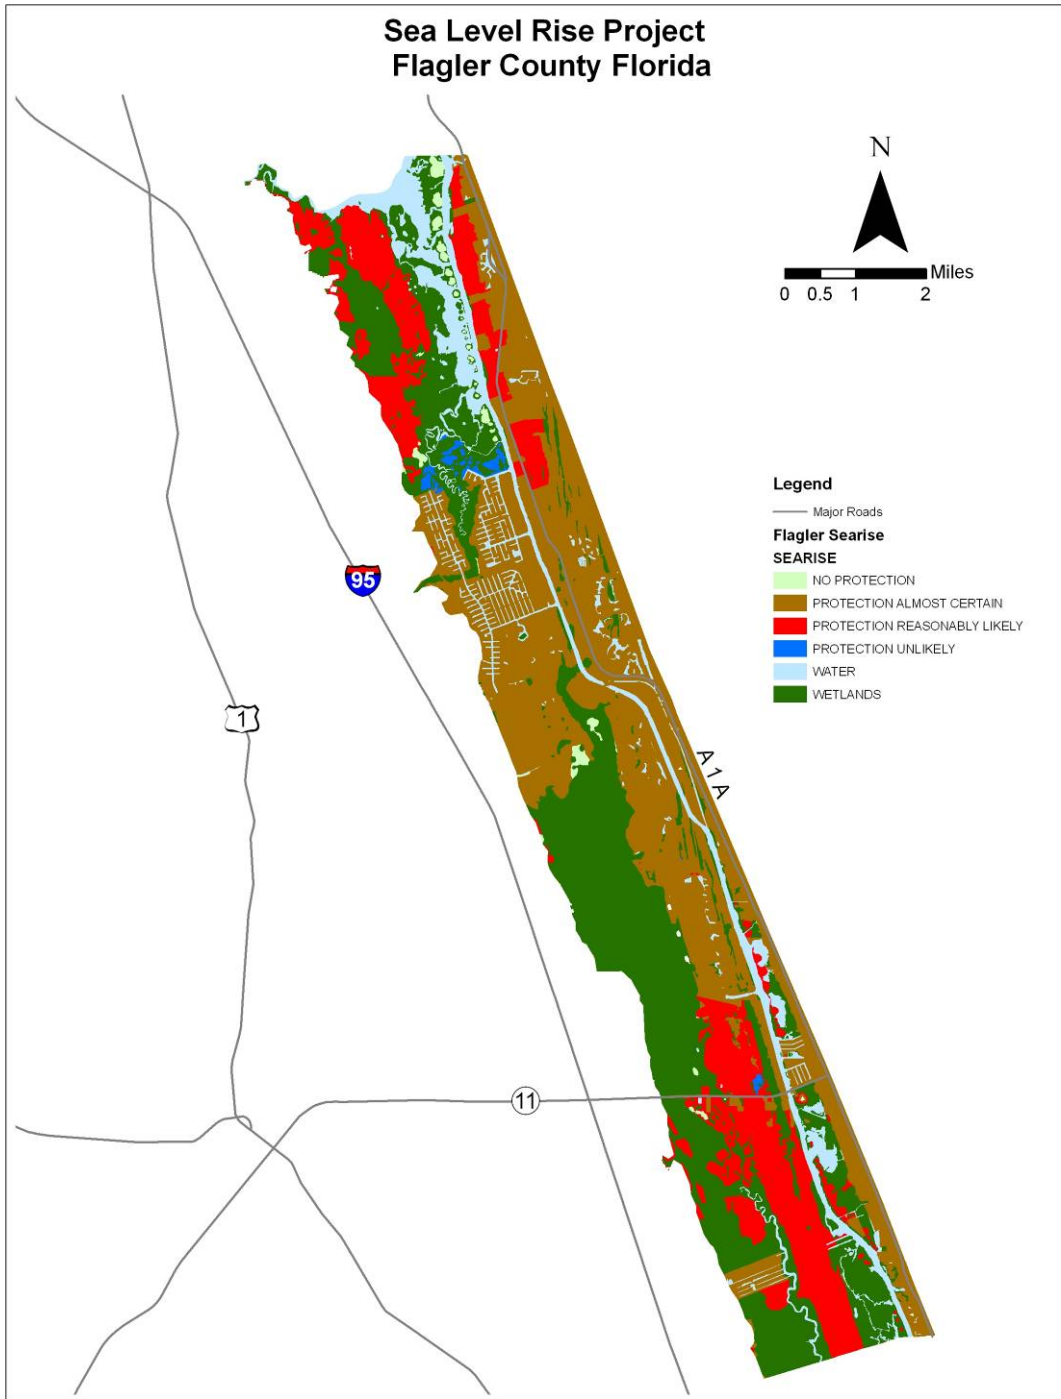 Sea Level Rise Project
Flagler County Florida
N
Miles
0 0.5 1 2
Legend
Major Roads
Flagler Searise
SEARISE
NO PROTECTION
PROTECTION ALMOST CERTAIN
PROTECTION REASONABLY LIKELY
PROTECTION UNLIKELY
WATER
WETLANDS
95
1
A1A
11